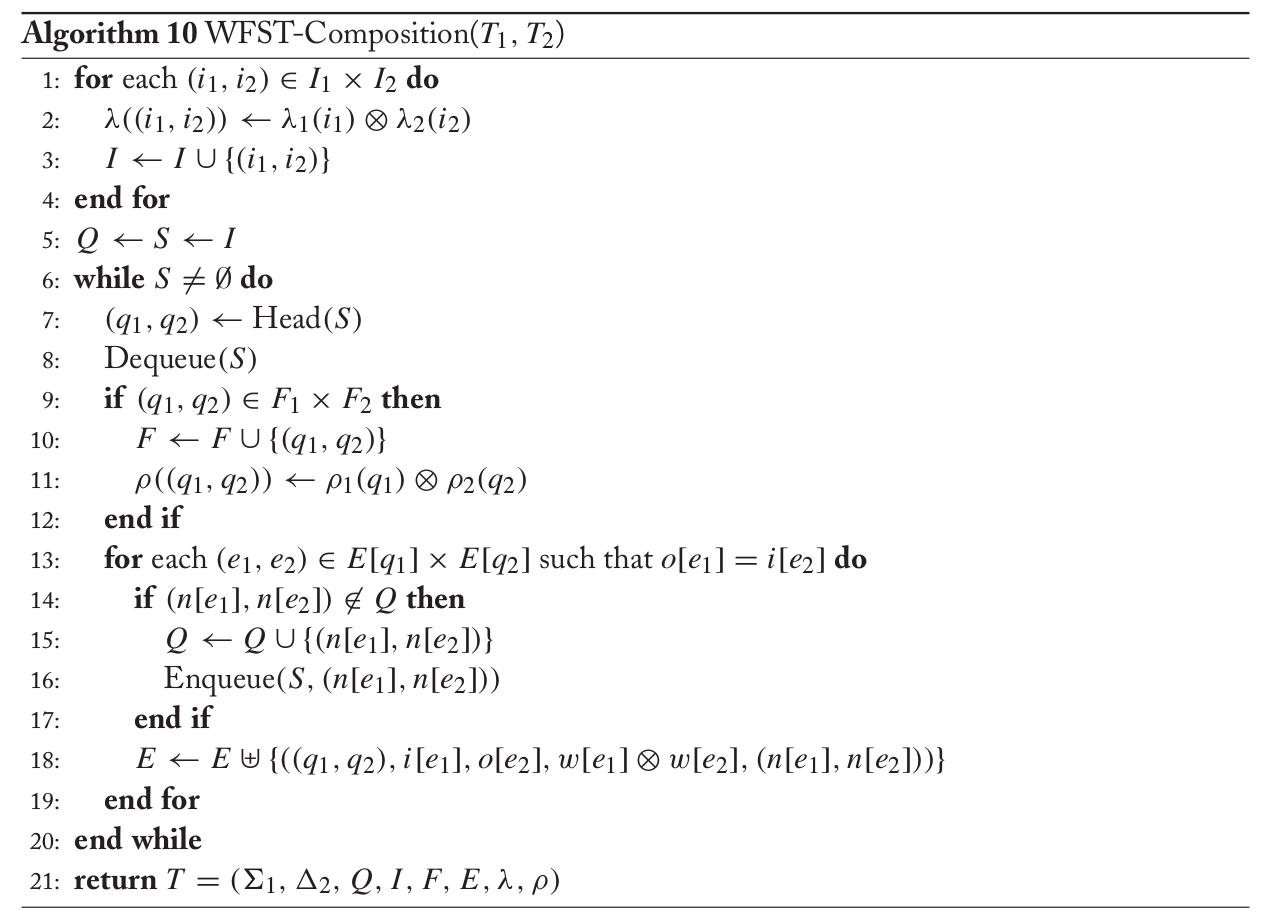 Algorithm 10 WFST-Composition(T₁, T₂)
1: for each (i₁, i₂) ∈ I₁ × I₂ do
2: λ((i₁, i₂)) ← λ₁(i₁) ⊗ λ₂(i₂)
3: I ← I ∪ {(i₁, i₂)}
4: end for
5: Q ← S ← I
6: while S ≠ ∅ do
7: (q₁, q₂) ← Head(S)
8: Dequeue(S)
9: if (q₁, q₂) ∈ F₁ × F₂ then
10: F ← F ∪ {(q₁, q₂)}
11: ρ((q₁, q₂)) ← ρ₁(q₁) ⊗ ρ₂(q₂)
12: end if
13: for each (e₁, e₂) ∈ E[q₁] × E[q₂] such that o[e₁] = i[e₂] do
14: if (n[e₁], n[e₂]) ∉ Q then
15: Q ← Q ∪ {(n[e₁], n[e₂])}
16: Enqueue(S, (n[e₁], n[e₂]))
17: end if
18: E ← E ⊎ {((q₁, q₂), i[e₁], o[e₂], w[e₁] ⊗ w[e₂], (n[e₁], n[e₂]))}
19: end for
20: end while
21: return T = (Σ₁, Δ₂, Q, I, F, E, λ, ρ)